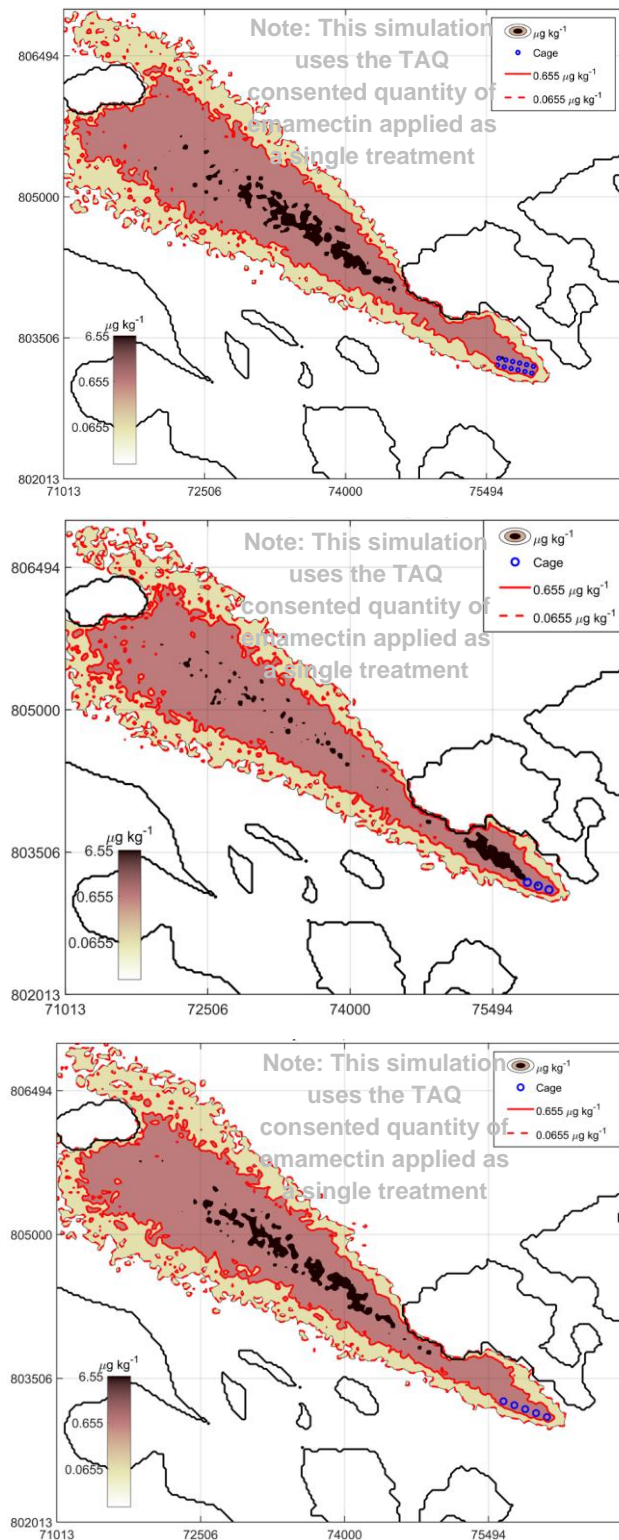 Note: This simulation
uses the TAQ
consented quantity of
emamectin applied as
a single treatment
μg kg-1
Cage
0.655 μg kg-1
0.0655 μg kg-1
806494
805000
803506
802013
μg kg-1
6.55
0.655
0.0655
71013 72506 74000 75494
Note: This simulation
uses the TAQ
consented quantity of
emamectin applied as
a single treatment
μg kg-1
Cage
0.655 μg kg-1
0.0655 μg kg-1
806494
805000
803506
802013
μg kg-1
6.55
0.655
0.0655
71013 72506 74000 75494
Note: This simulation
uses the TAQ
consented quantity of
emamectin applied as
a single treatment
μg kg-1
Cage
0.655 μg kg-1
0.0655 μg kg-1
806494
805000
803506
802013
μg kg-1
6.55
0.655
0.0655
71013 72506 74000 75494